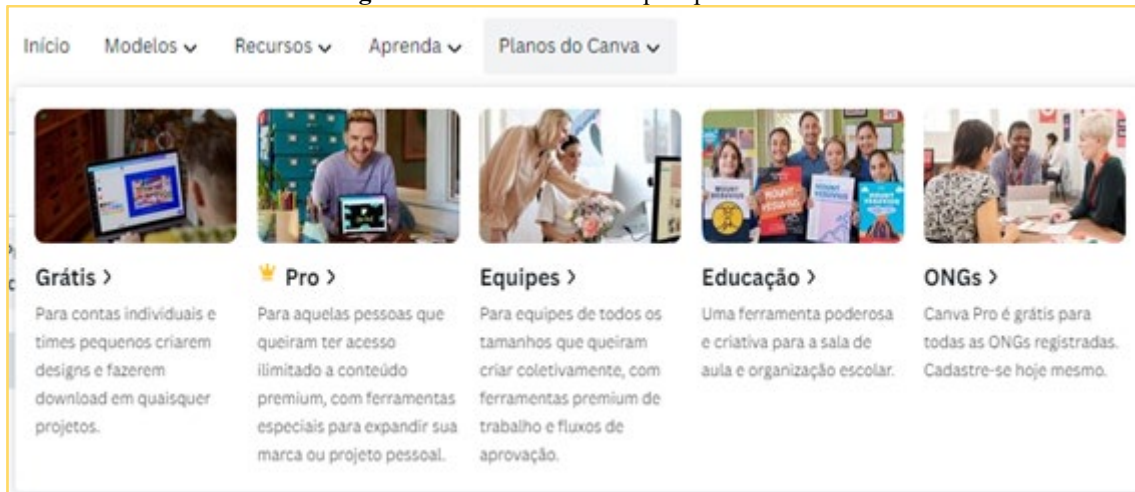 Início Modelos Recursos Aprenda Planos do Canva
Grátis >
Para contas individuais e
times pequenos criarem
designs e fazerem
download em quaisquer
projetos.
Pro >
Para aquelas pessoas que
queiram ter acesso
ilimitado a conteúdo
premium, com ferramentas
especiais para expandir sua
marca ou projeto pessoal.
Equipes >
Para equipes de todos os
tamanhos que queiram
criar coletivamente, com
ferramentas premium de
trabalho e fluxos de
aprovação.
Educação >
Uma ferramenta poderosa
e criativa para a sala de
aula e organização escolar.
ONGs >
Canva Pro é grátis para
todas as ONGs registradas.
Cadastre-se hoje mesmo.
MOUNT VESUVIUS